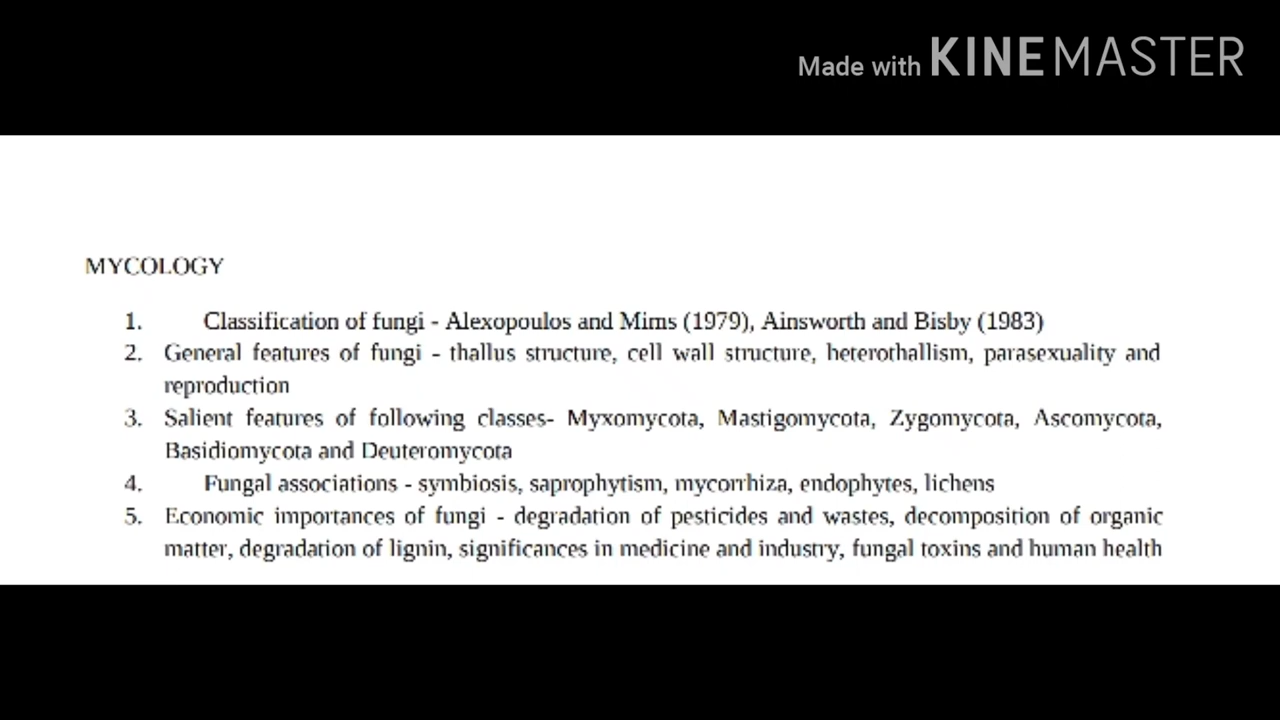 Made with KINEMASTER
MYCOLOGY
1. Classification of fungi - Alexopoulos and Mims (1979), Ainsworth and Bisby (1983)
2. General features of fungi - thallus structure, cell wall structure, heterothallism, parasexuality and
reproduction
3. Salient features of following classes- Myxomycota, Mastigomycota, Zygomycota, Ascomycota,
Basidiomycota and Deuteromycota
4. Fungal associations - symbiosis, saprophytism, mycorrhiza, endophytes, lichens
5. Economic importances of fungi - degradation of pesticides and wastes, decomposition of organic
matter, degradation of lignin, significances in medicine and industry, fungal toxins and human health